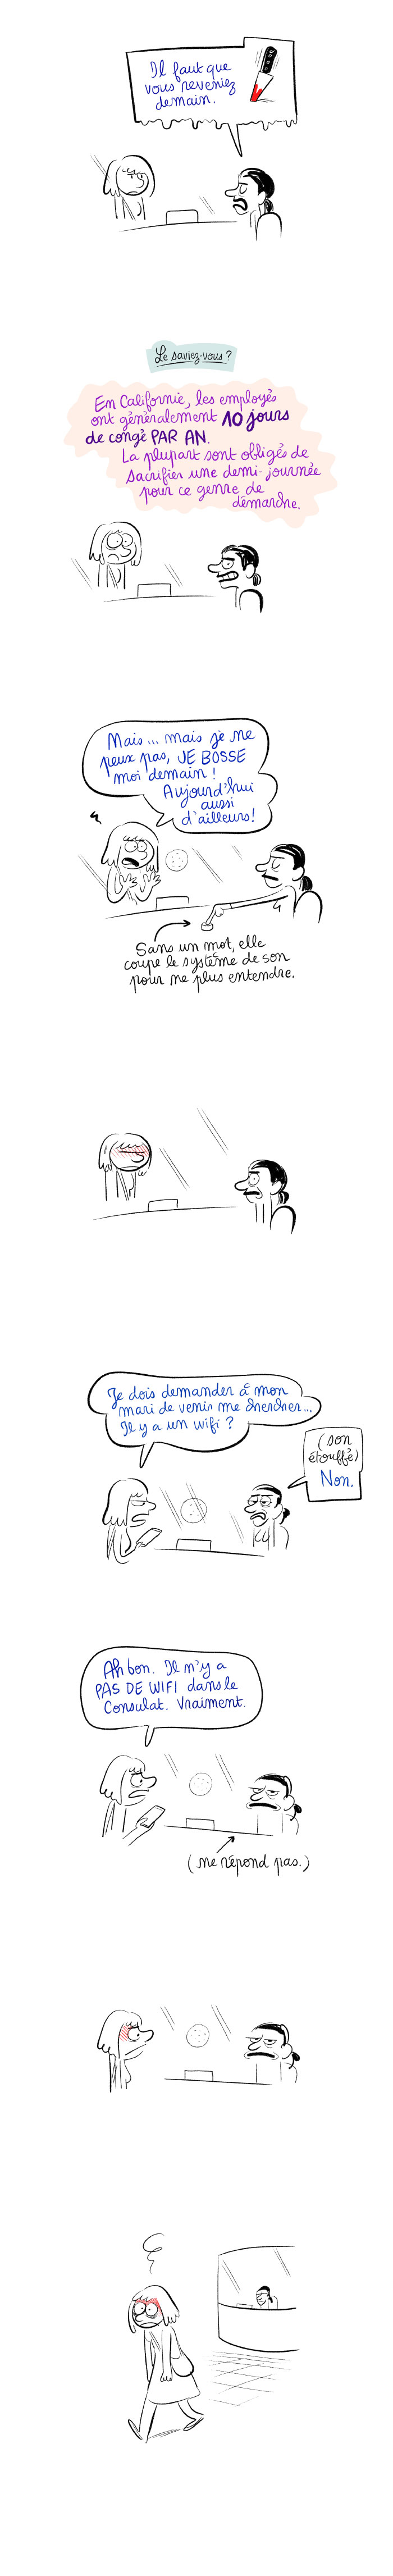 Il faut que
vous reveniez
demain.
Le saviez-vous ?
En Californie, les employés
ont généralement 10 jours
de congé PAR AN.
La plupart sont obligés de
sacrifier une demi-journée
pour ce genre de
démarche.
Mais... mais je ne
peux pas, JE BOSSE
moi demain !
Aujourd'hui
aussi
d'ailleurs !
Sans un mot, elle
coupe le système de son
pour ne plus entendre.
Je dois demander à mon
mari de venir me chercher...
Il y a un wifi ?
(son
étouffé)
Non.
Ah bon. Il n'y a
PAS DE WIFI dans le
Consulat. Vraiment.
(ne répond pas.)